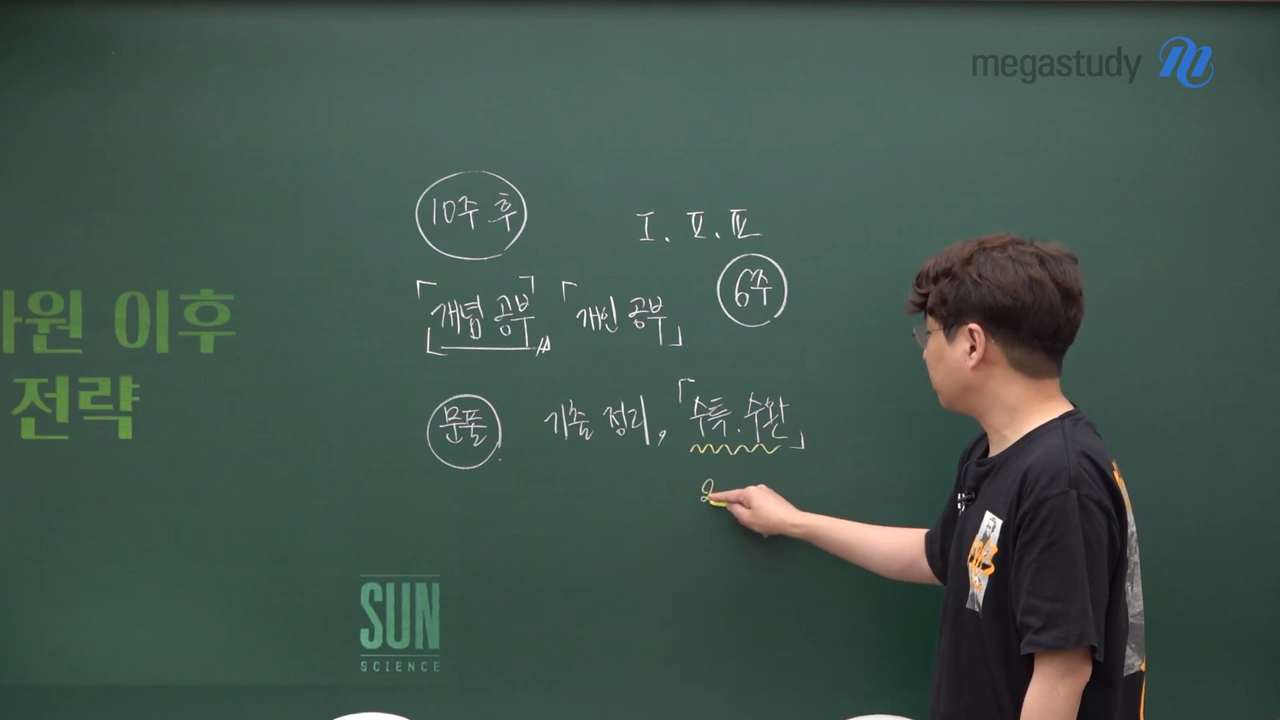 megastudy
10주 후
Ⅰ. Ⅱ. Ⅲ
6주
「개념 공부」 「개인 공부」
원 이후
전략
문풀 기출 정리, 「수특. 수완」
2
SUN
SCIENCE